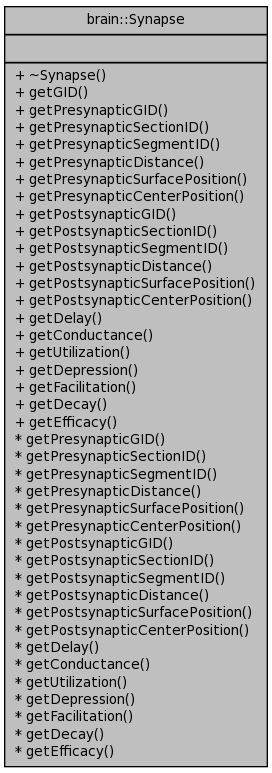 brain::Synapse
+ ~Synapse()
+ getGID()
+ getPresynapticGID()
+ getPresynapticSectionID()
+ getPresynapticSegmentID()
+ getPresynapticDistance()
+ getPresynapticSurfacePosition()
+ getPresynapticCenterPosition()
+ getPostsynapticGID()
+ getPostsynapticSectionID()
+ getPostsynapticSegmentID()
+ getPostsynapticDistance()
+ getPostsynapticSurfacePosition()
+ getPostsynapticCenterPosition()
+ getDelay()
+ getConductance()
+ getUtilization()
+ getDepression()
+ getFacilitation()
+ getDecay()
+ getEfficacy()
* getPresynapticGID()
* getPresynapticSectionID()
* getPresynapticSegmentID()
* getPresynapticDistance()
* getPresynapticSurfacePosition()
* getPresynapticCenterPosition()
* getPostsynapticGID()
* getPostsynapticSectionID()
* getPostsynapticSegmentID()
* getPostsynapticDistance()
* getPostsynapticSurfacePosition()
* getPostsynapticCenterPosition()
* getDelay()
* getConductance()
* getUtilization()
* getDepression()
* getFacilitation()
* getDecay()
* getEfficacy()